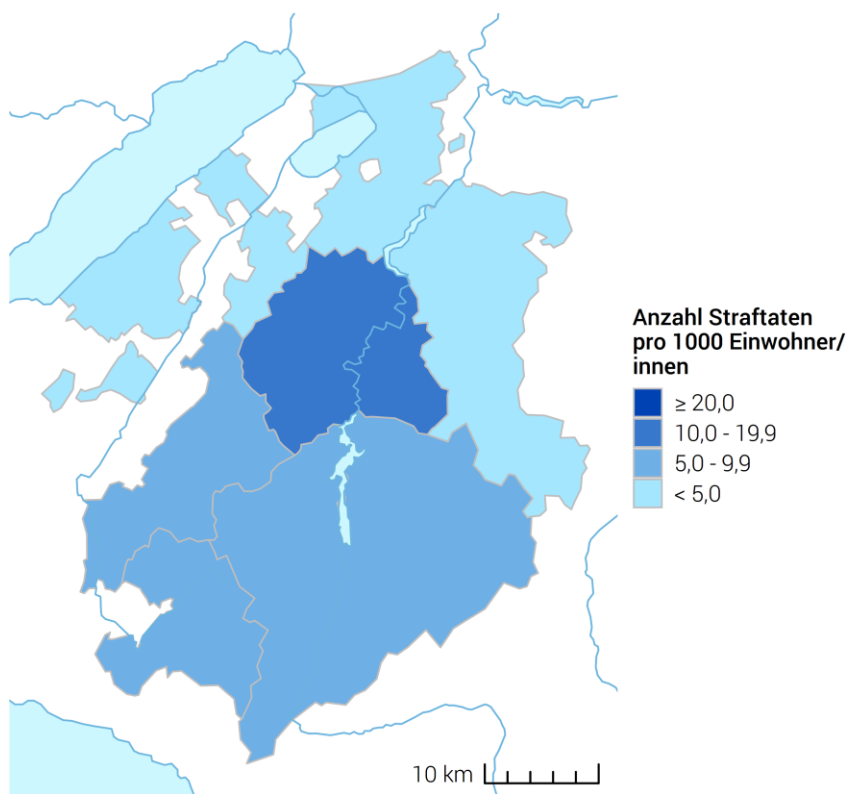 Anzahl Straftaten
pro 1000 Einwohner/
innen
≥ 20,0
10,0 - 19,9
5,0 - 9,9
< 5,0
10 km